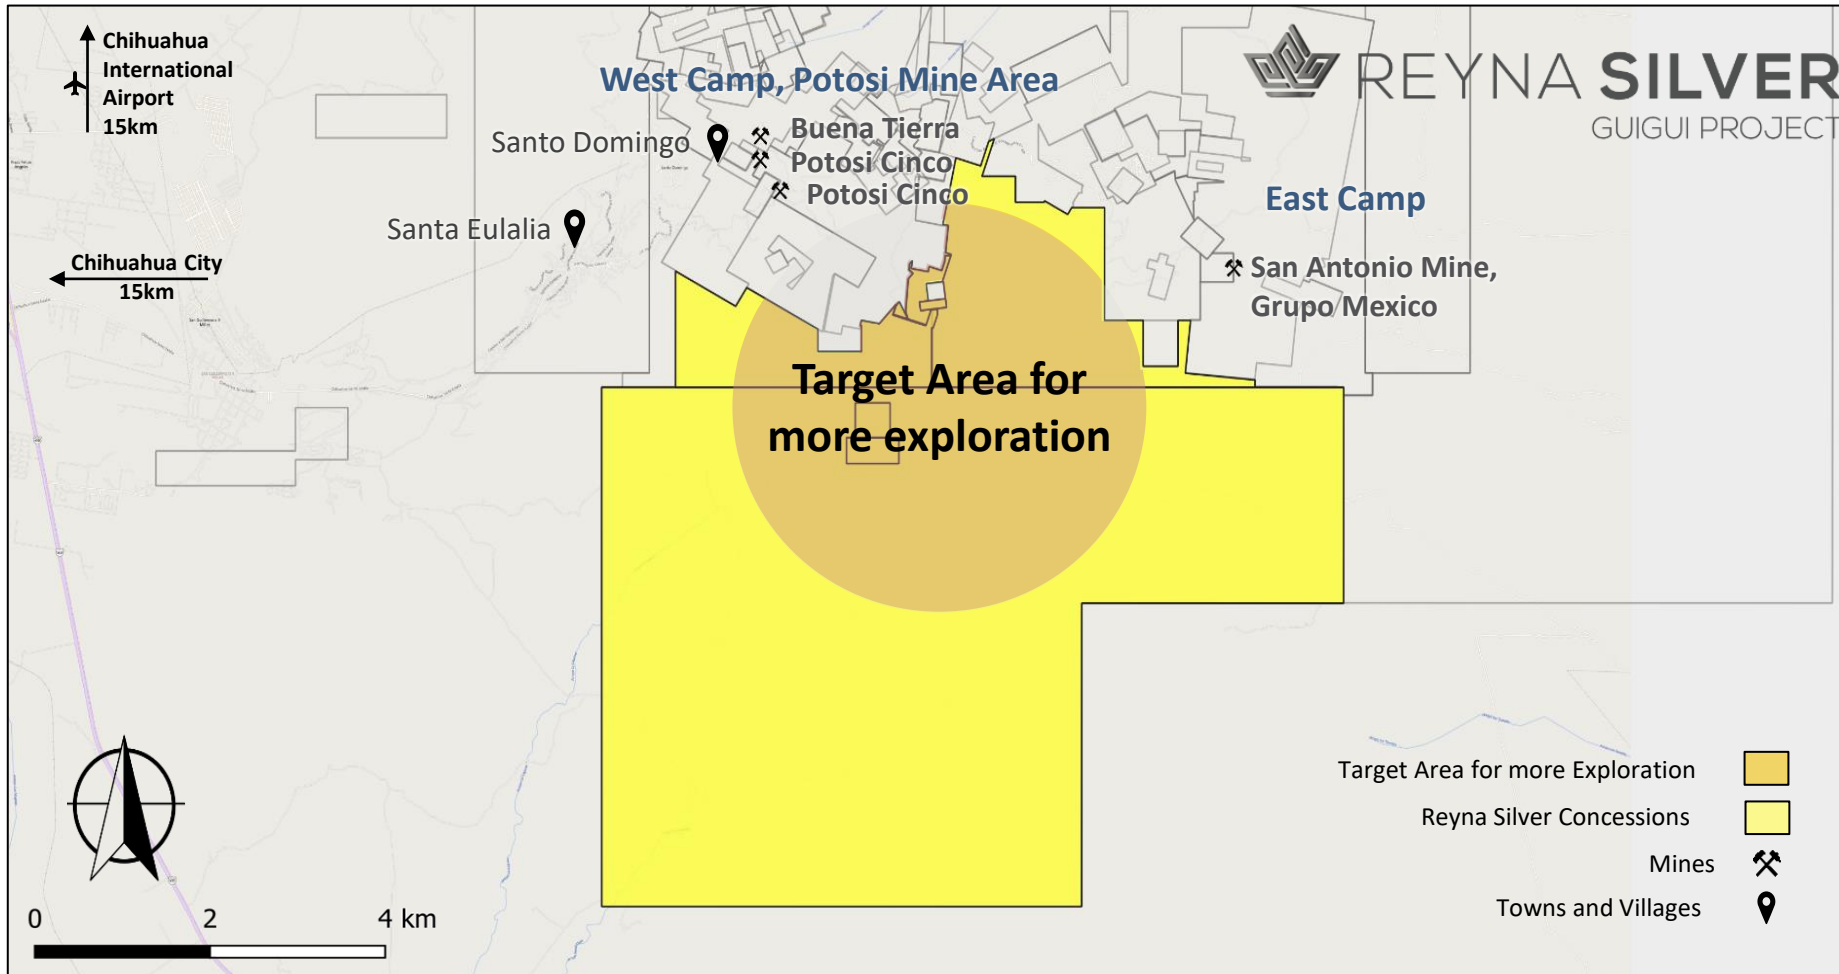 Chihuahua
International
Airport
15km
West Camp, Potosi Mine Area
REYNA SILVER
GUIGUI PROJECT
Santo Domingo
Buena Tierra
Potosi Cinco
Potosi Cinco
East Camp
Santa Eulalia
Chihuahua City
15km
San Antonio Mine,
Grupo Mexico
Target Area for
more exploration
Target Area for more Exploration
Reyna Silver Concessions
Mines
Towns and Villages
0 2 4 km